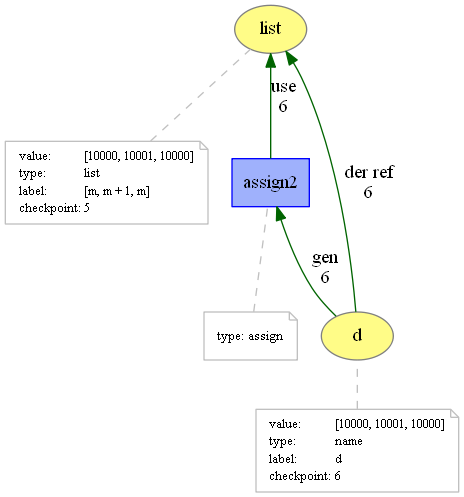 list
use
6
value: [10000, 10001, 10000]
type: list
label: [m, m + 1, m]
checkpoint: 5
assign2
der ref
6
gen
6
type: assign
d
value: [10000, 10001, 10000]
type: name
label: d
checkpoint: 6